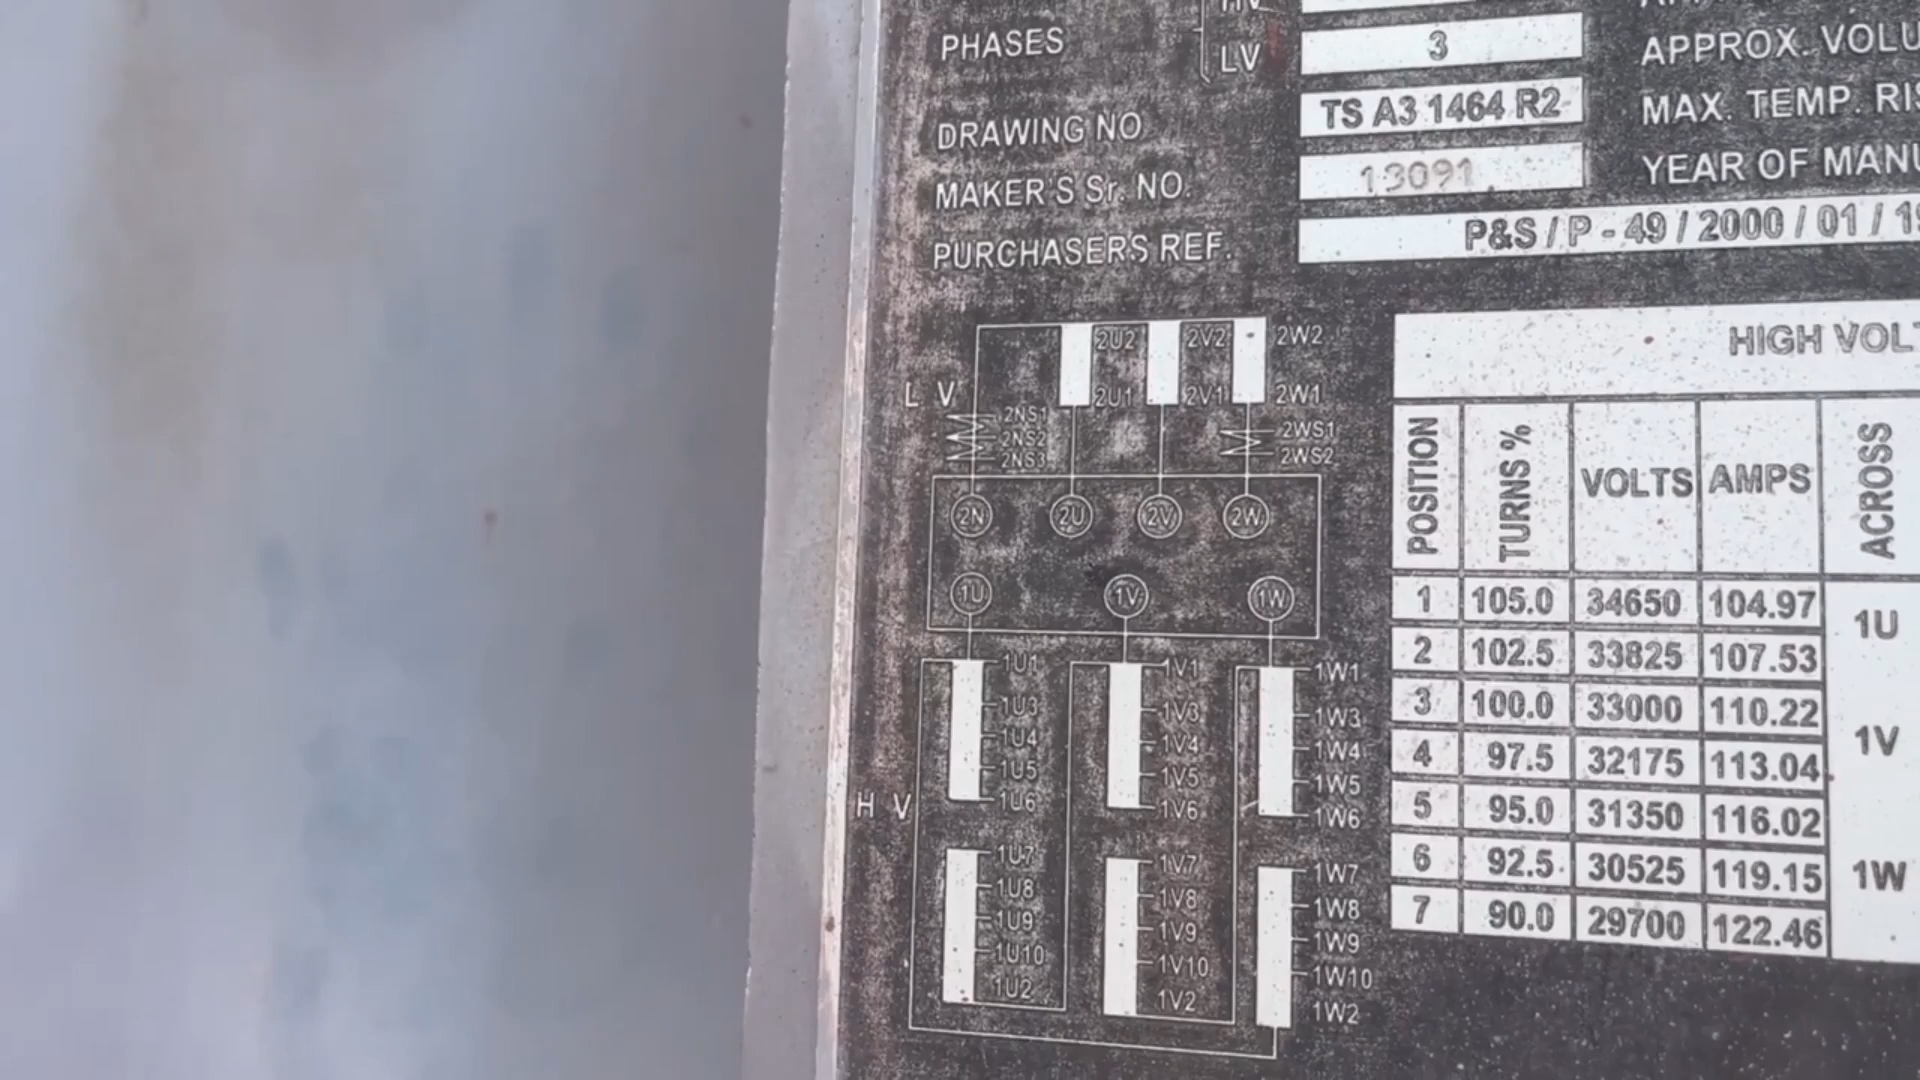 HV
PHASES LV 3 APPROX. VOLU
DRAWING NO TS A3 1464 R2 MAX. TEMP. RIS
MAKER'S Sr. NO. 13091 YEAR OF MANU
PURCHASERS REF. P&S / P - 49 / 2000 / 01 / 19
2U2 2V2 2W2
L V 2U1 2V1 2W1
2NS1 2WS1
2NS2 2WS2
2NS3
2N 2U 2V 2W
1U 1V 1W
1U1 1V1 1W1
1U3 1V3 1W3
1U4 1V4 1W4
1U5 1V5 1W5
H V 1U6 1V6 1W6
1U7 1V7 1W7
1U8 1V8 1W8
1U9 1V9 1W9
1U10 1V10 1W10
1U2 1V2 1W2
HIGH VOLT
POSITION TURNS % VOLTS AMPS ACROSS
1 105.0 34650 104.97 1U
2 102.5 33825 107.53
3 100.0 33000 110.22 1V
4 97.5 32175 113.04
5 95.0 31350 116.02
6 92.5 30525 119.15 1W
7 90.0 29700 122.46